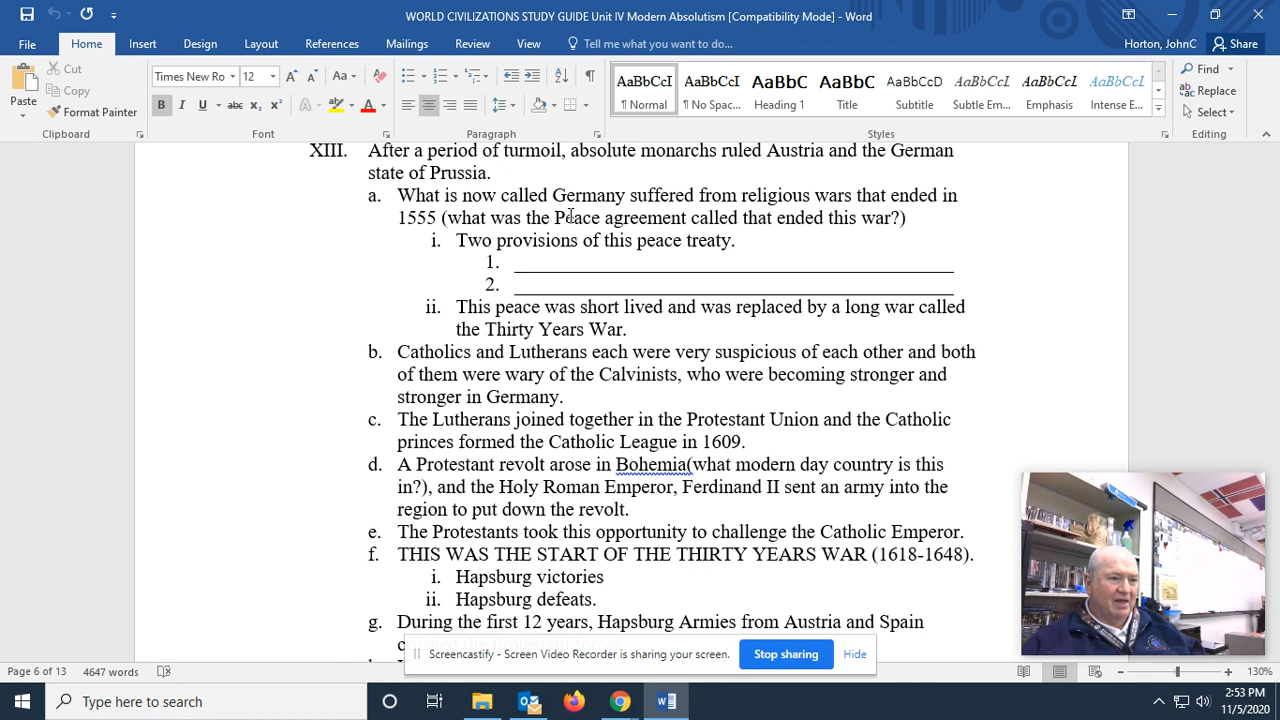 WORLD CIVILIZATIONS STUDY GUIDE Unit IV Modern Absolutism [Compatibility Mode] - Word
File Home Insert Design Layout References Mailings Review View Tell me what you want to do... Horton, JohnC Share
Paste
Cut
Copy
Format Painter
Times New Ro 12 Aa
B I U abc x₂ x² A A
AaBbCcI AaBbCcI AaBbC AaBbC AaBbCcD AaBbCcI AaBbCcI AaBbCcI
¶ Normal ¶ No Spac... Heading 1 Title Subtitle Subtle Em... Emphasis Intense E...
Find
Replace
Select
Clipboard Font Paragraph Styles Editing
XIII. After a period of turmoil, absolute monarchs ruled Austria and the German
state of Prussia.
a. What is now called Germany suffered from religious wars that ended in
1555 (what was the Peace agreement called that ended this war?)
i. Two provisions of this peace treaty.
1.
2.
ii. This peace was short lived and was replaced by a long war called
the Thirty Years War.
b. Catholics and Lutherans each were very suspicious of each other and both
of them were wary of the Calvinists, who were becoming stronger and
stronger in Germany.
c. The Lutherans joined together in the Protestant Union and the Catholic
princes formed the Catholic League in 1609.
d. A Protestant revolt arose in Bohemia(what modern day country is this
in?), and the Holy Roman Emperor, Ferdinand II sent an army into the
region to put down the revolt.
e. The Protestants took this opportunity to challenge the Catholic Emperor.
f. THIS WAS THE START OF THE THIRTY YEARS WAR (1618-1648).
i. Hapsburg victories
ii. Hapsburg defeats.
g. During the first 12 years, Hapsburg Armies from Austria and Spain
Screencastify - Screen Video Recorder is sharing your screen. Stop sharing Hide
Page 6 of 13 4647 words 130%
Type here to search
2:53 PM
11/5/2020